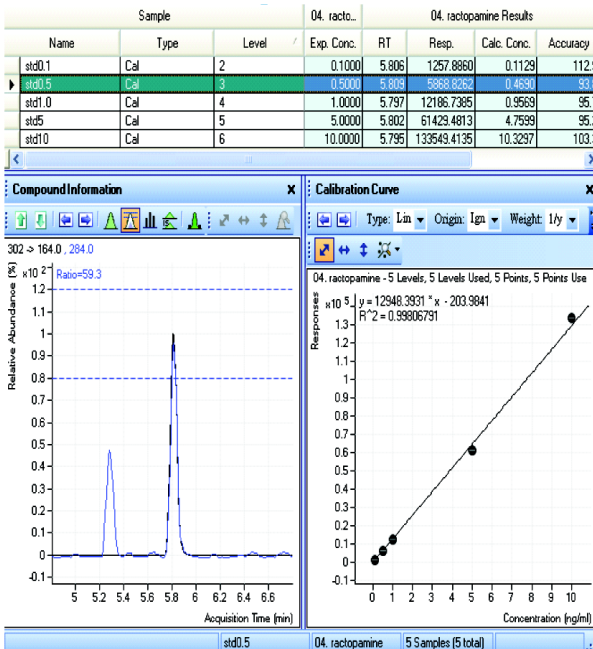 Sample 04. racto... 04. ractopamine Results
Name Type Level Exp. Conc. RT Resp. Calc. Conc. Accuracy
std0.1 Cal 2 0.1000 5.806 1257.8860 0.1129 112.9
std0.5 Cal 3 0.5000 5.809 5868.8262 0.4690 93.8
std1.0 Cal 4 1.0000 5.797 12186.7385 0.9569 95.
std5 Cal 5 5.0000 5.802 61429.4813 4.7599 95.
std10 Cal 6 10.0000 5.795 133549.4135 10.3297 103.
Compound Information x
302 -> 164.0 , 284.0
Relative Abundance (%)
x10 2
Ratio=59.3
1.2
1.1
1
0.9
0.8
0.7
0.6
0.5
0.4
0.3
0.2
0.1
0
-0.1
5 5.2 5.4 5.6 5.8 6 6.2 6.4 6.6
Acquisition Time (min)
Calibration Curve x
Type: Lin Origin: Ign Weight: 1/y
04. ractopamine - 5 Levels, 5 Levels Used, 5 Points, 5 Points Use
Responses
x10 5
y = 12948.3931 * x - 203.9841
R^2 = 0.99806791
1.3
1.2
1.1
1
0.9
0.8
0.7
0.6
0.5
0.4
0.3
0.2
0.1
0
-0.1
0 1 2 3 4 5 6 7 8 9 10
Concentration (ng/ml)
std0.5 04. ractopamine 5 Samples (5 total)